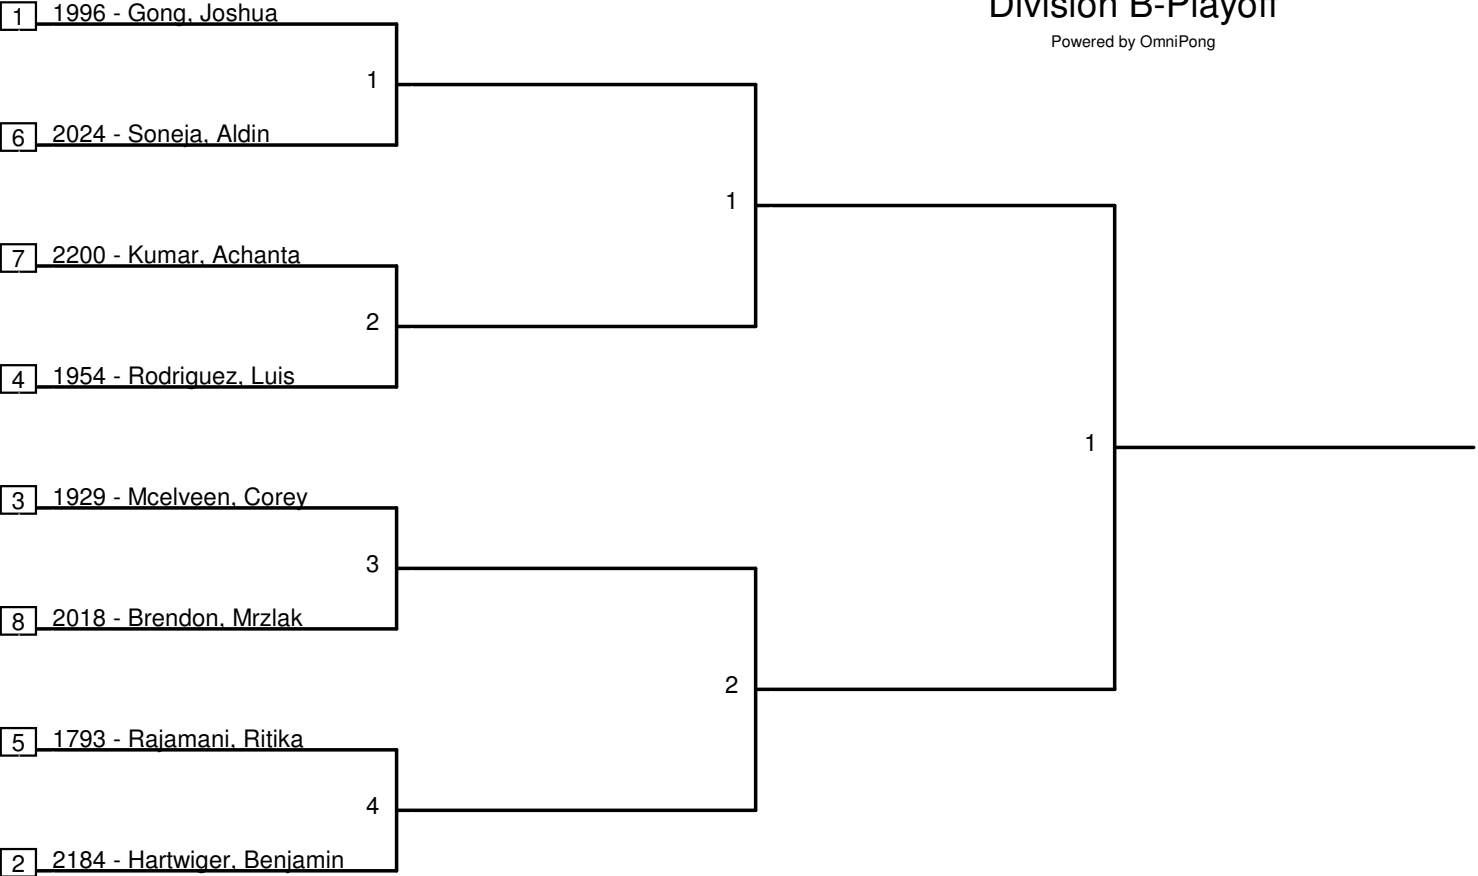 Division B-Playoff
Powered by OmniPong
1 1996 - Gong, Joshua
1
6 2024 - Soneja, Aldin
1
7 2200 - Kumar, Achanta
2
4 1954 - Rodriguez, Luis
1
3 1929 - Mcelveen, Corey
3
8 2018 - Brendon, Mrzlak
2
5 1793 - Rajamani, Ritika
4
2 2184 - Hartwiger, Benjamin